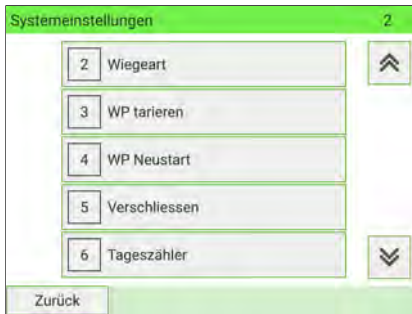 Systemeinstellungen 2
2 Wiegeart
3 WP tarieren
4 WP Neustart
5 Verschliessen
6 Tageszähler
Zurück